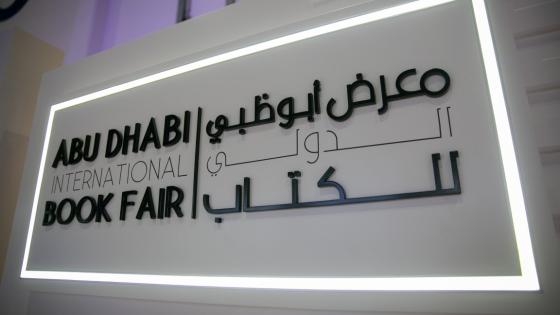 ABU DHABI
INTERNATIONAL
BOOK FAIR
معرض أبوظبي
الدولي
للكتاب